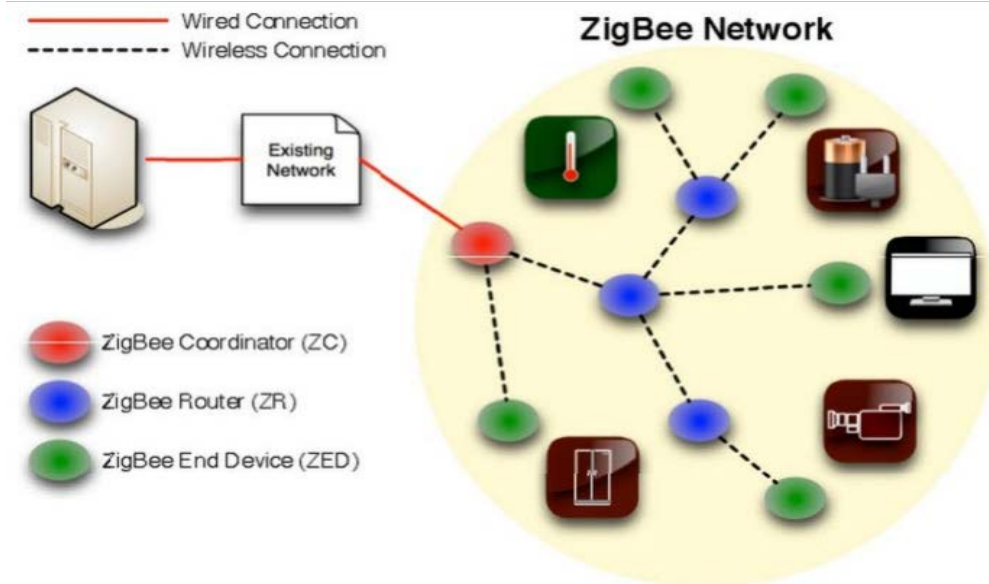 Wired Connection
Wireless Connection
ZigBee Network
Existing
Network
ZigBee Coordinator (ZC)
ZigBee Router (ZR)
ZigBee End Device (ZED)